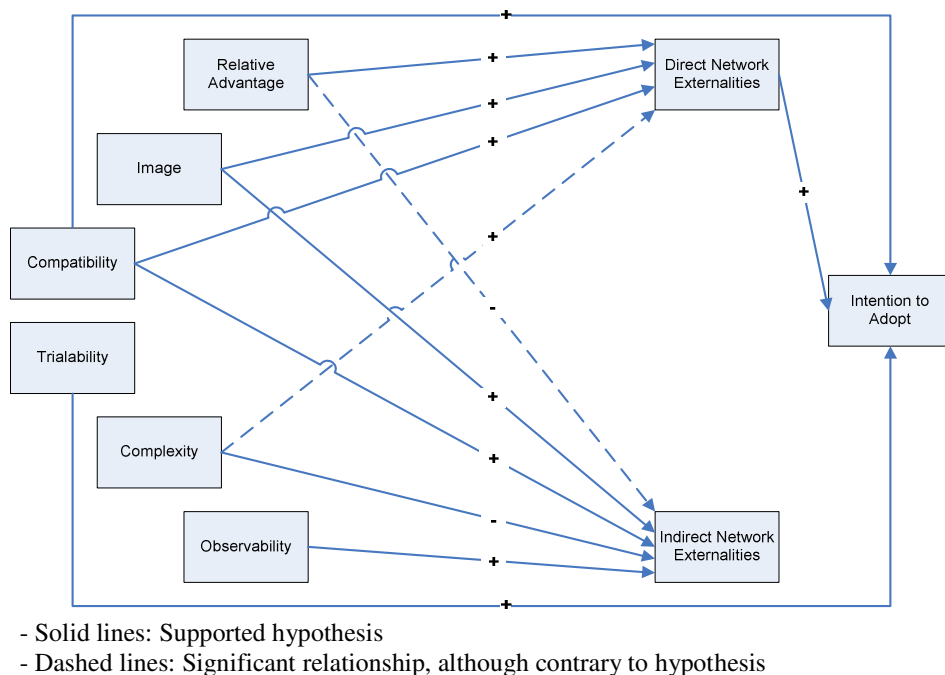 +
Relative
Advantage
+
Direct Network
Externalities
+
Image
+
+
+
Compatibility
Intention to
Adopt
-
Trialability
+
Complexity
+
-
Observability
+
Indirect Network
Externalities
+
- Solid lines: Supported hypothesis
- Dashed lines: Significant relationship, although contrary to hypothesis